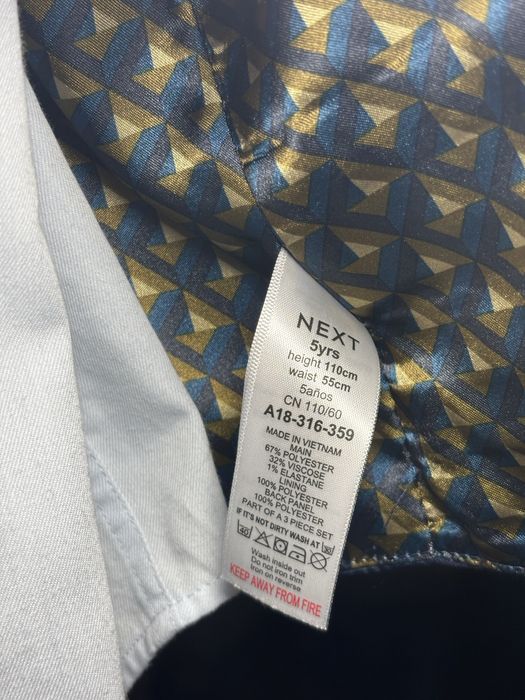 NEXT
5yrs
height 110cm
waist 55cm
5años
CN 110/60
A18-316-359
MADE IN VIETNAM
MAIN
67% POLYESTER
32% VISCOSE
1% ELASTANE
LINING
100% POLYESTER
BACK PANEL
100% POLYESTER
PART OF A 3 PIECE SET
IF IT'S NOT DIRTY WASH AT 30
40
Wash inside out
Do not iron trim
Iron on reverse
KEEP AWAY FROM FIRE